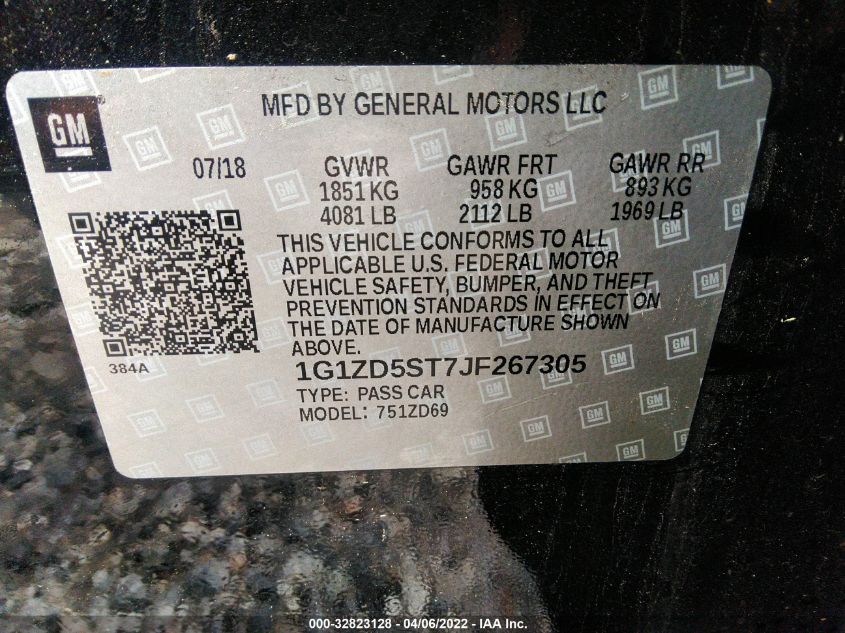 MFD BY GENERAL MOTORS LLC
GM
07/18 GVWR GAWR FRT GAWR RR
1851 KG 958 KG 893 KG
4081 LB 2112 LB 1969 LB
THIS VEHICLE CONFORMS TO ALL
APPLICABLE U.S. FEDERAL MOTOR
VEHICLE SAFETY, BUMPER, AND THEFT
PREVENTION STANDARDS IN EFFECT ON
THE DATE OF MANUFACTURE SHOWN
ABOVE.
384A
1G1ZD5ST7JF267305
TYPE: PASS CAR
MODEL: 751ZD69
000-32823128 - 04/06/2022 - IAA Inc.